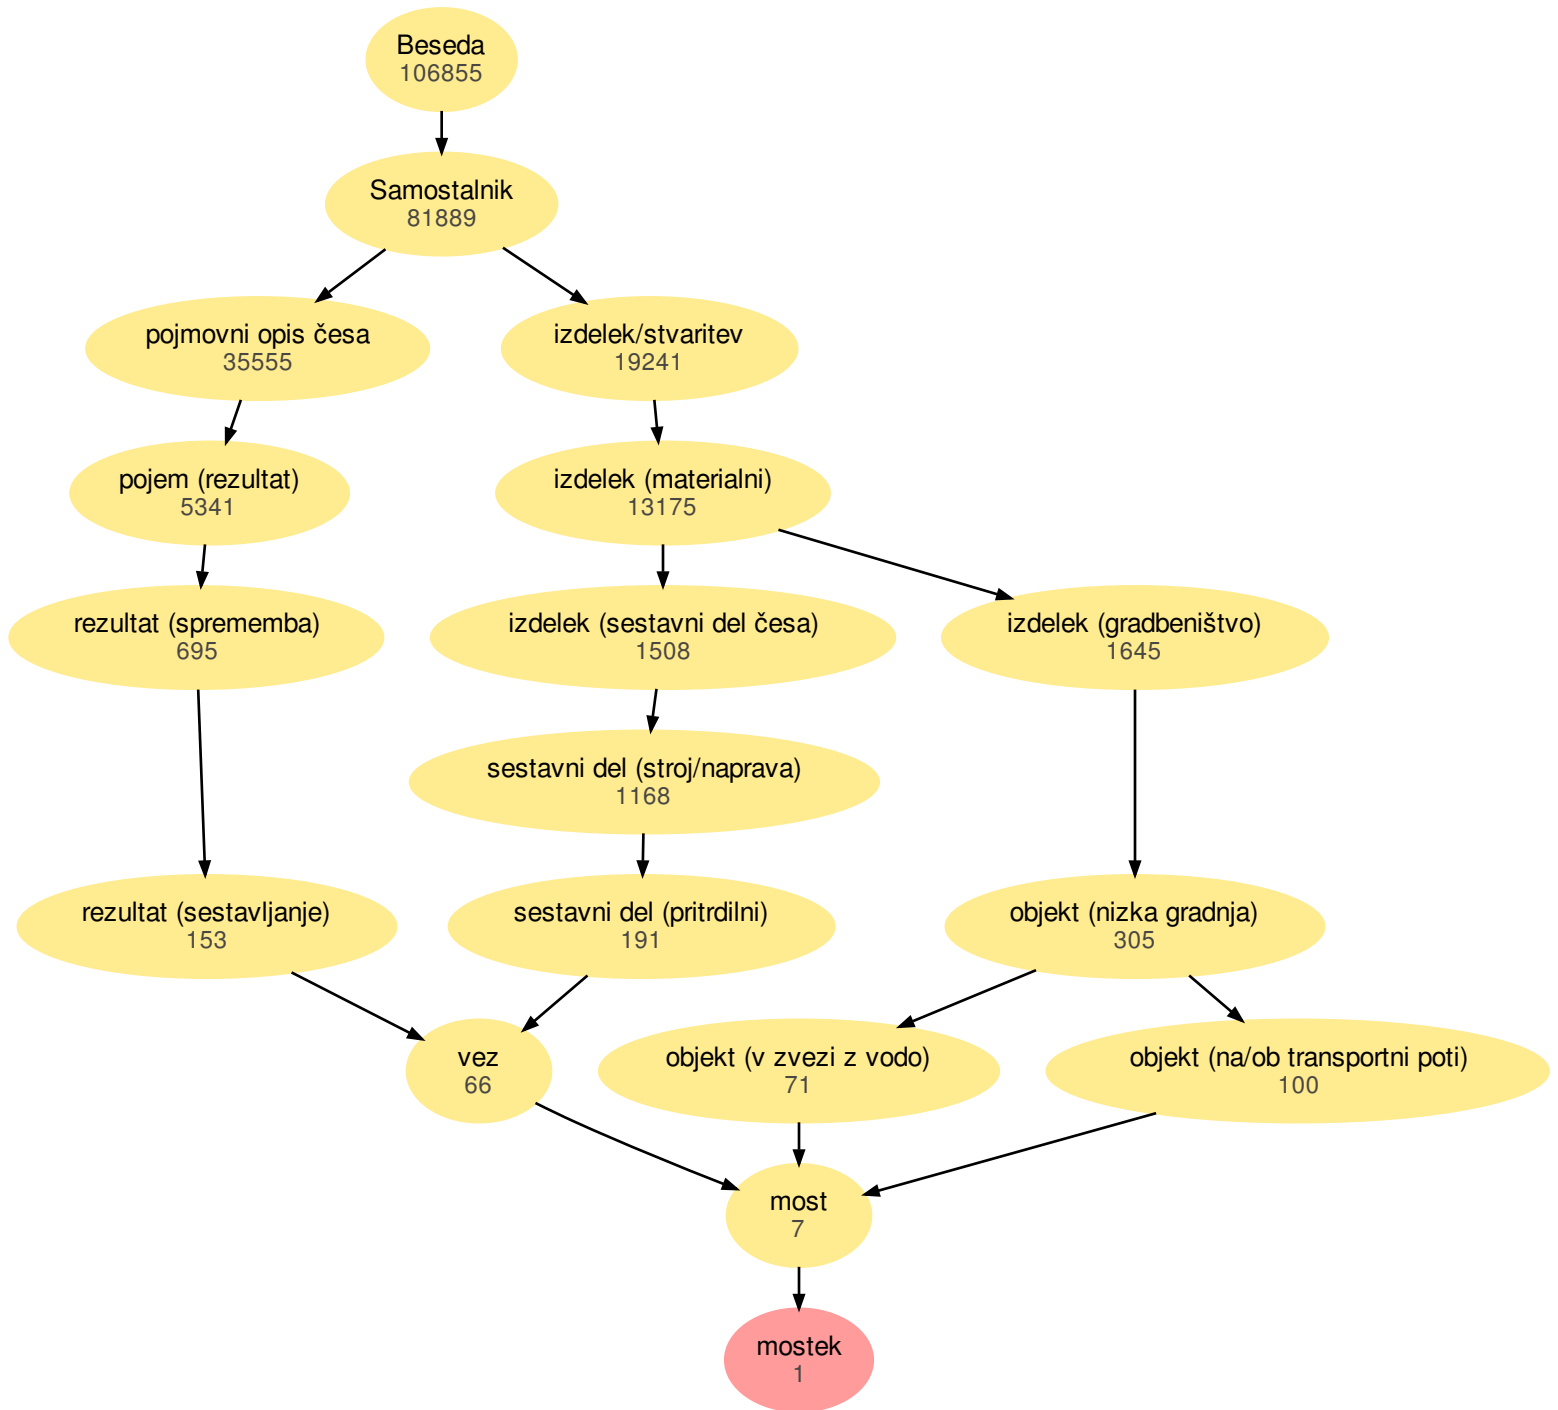 Beseda
106855
Samostalnik
81889
pojmovni opis česa
35555
izdelek/stvaritev
19241
pojem (rezultat)
5341
izdelek (materialni)
13175
rezultat (sprememba)
695
izdelek (sestavni del česa)
1508
izdelek (gradbeništvo)
1645
sestavni del (stroj/naprava)
1168
rezultat (sestavljanje)
153
sestavni del (pritrdilni)
191
objekt (nizka gradnja)
305
vez
66
objekt (v zvezi z vodo)
71
objekt (na/ob transportni poti)
100
most
7
mostek
1